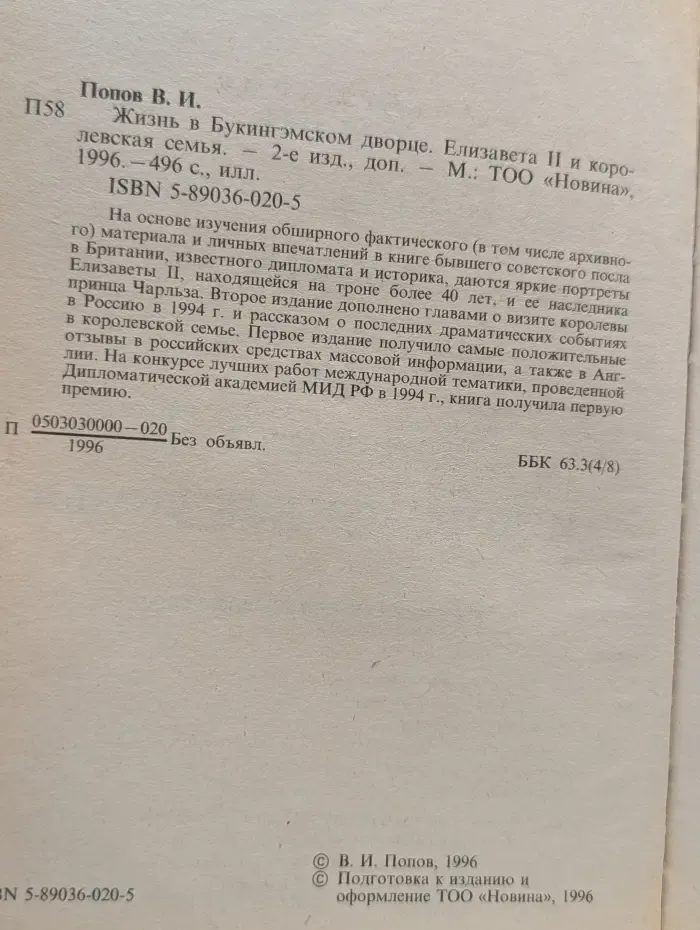 Попов В. И.
П58
Жизнь в Букингэмском дворце. Елизавета II и коро-
левская семья. — 2-е изд., доп. — М.: ТОО «Новина»,
1996. — 496 с., илл.
ISBN 5-89036-020-5
На основе изучения обширного фактического (в том числе архивно-
го) материала и личных впечатлений в книге бывшего советского посла
в Британии, известного дипломата и историка, даются яркие портреты
Елизаветы II, находящейся на троне более 40 лет, и ее наследника
принца Чарльза. Второе издание дополнено главами о визите королевы
в Россию в 1994 г. и рассказом о последних драматических событиях
в королевской семье. Первое издание получило самые положительные
отзывы в российских средствах массовой информации, а также в Анг-
лии. На конкурсе лучших работ международной тематики, проведенной
Дипломатической академией МИД РФ в 1994 г., книга получила первую
премию.
П 0503030000—020 Без объявл.
1996
ББК 63.3(4/8)
© В. И. Попов, 1996
© Подготовка к изданию и
оформление ТОО «Новина», 1996
BN 5-89036-020-5